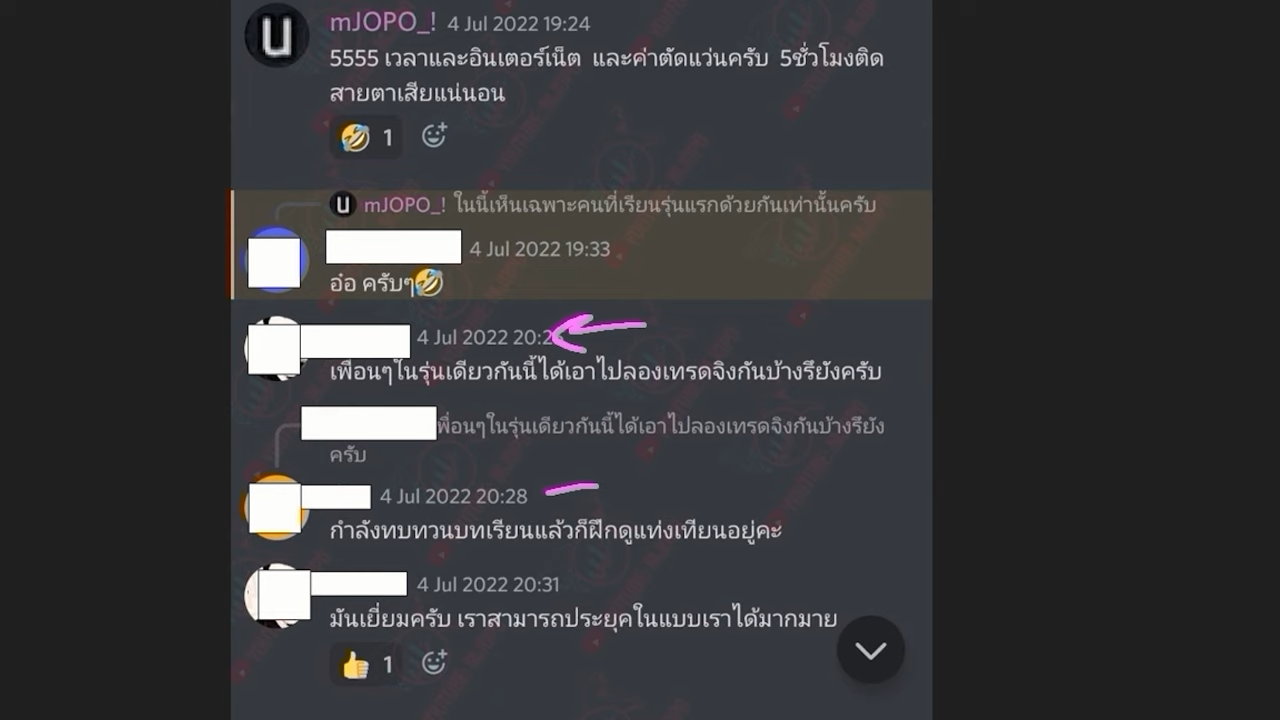 mJOPO_! 4 Jul 2022 19:24
5555 เวลาและอินเตอร์เน็ต และค่าตัดแว่นครับ 5ชั่วโมงติด
สายตาเสียแน่นอน
🤣 1
U mJOPO_! ในนี้เห็นเฉพาะคนที่เรียนรุ่นแรกด้วยกันเท่านั้นครับ
4 Jul 2022 19:33
อ๋อ ครับๆ🤣
4 Jul 2022
เพื่อนๆในรุ่นเดียวกันนี้ได้เอาไปลองเทรดจิงกันบ้างรึยังครับ
พื่อนๆในรุ่นเดียวกันนี้ได้เอาไปลองเทรดจิงกันบ้างรึยัง
ครับ
4 Jul 2022 20:28
กำลังทบทวนบทเรียนแล้วก็ฝึกดูแท่งเทียนอยู่คะ
4 Jul 2022 20:31
มันเยี่ยมครับ เราสามารถประยุคในแบบเราได้มากมาย
👍 1